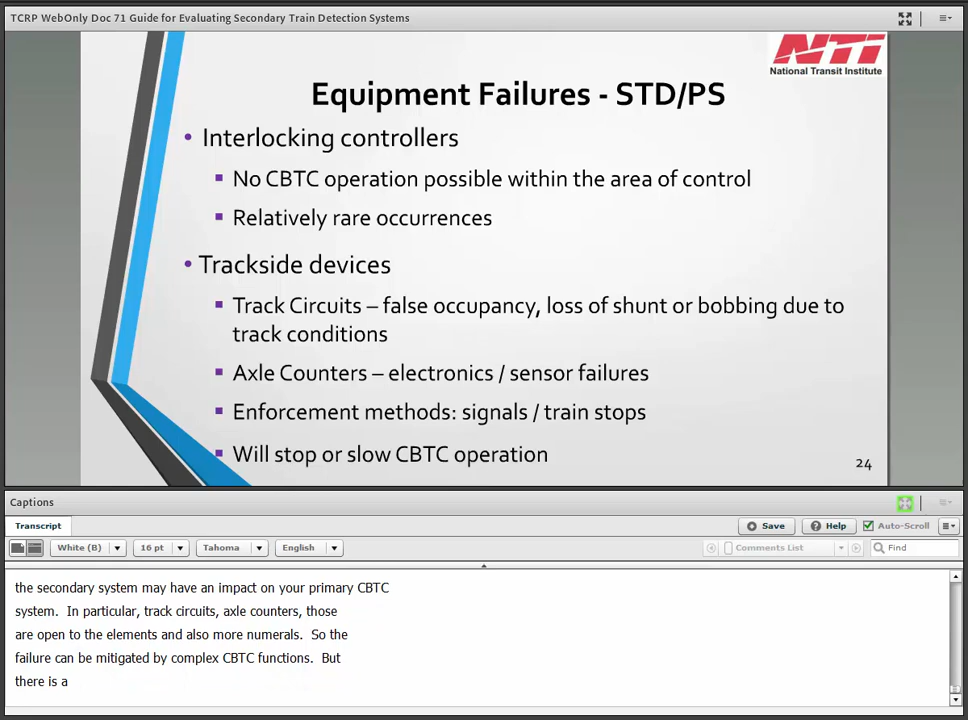 TCRP WebOnly Doc 71 Guide for Evaluating Secondary Train Detection Systems
NTI
National Transit Institute
Equipment Failures - STD/PS
• Interlocking controllers
▪ No CBTC operation possible within the area of control
▪ Relatively rare occurrences
• Trackside devices
▪ Track Circuits – false occupancy, loss of shunt or bobbing due to
track conditions
▪ Axle Counters – electronics / sensor failures
▪ Enforcement methods: signals / train stops
▪ Will stop or slow CBTC operation
24
Captions
Transcript
Save
Help
Auto-Scroll
White (B)
16 pt
Tahoma
English
Comments List
Find
the secondary system may have an impact on your primary CBTC
system.  In particular, track circuits, axle counters, those
are open to the elements and also more numerals.  So the
failure can be mitigated by complex CBTC functions.  But
there is a